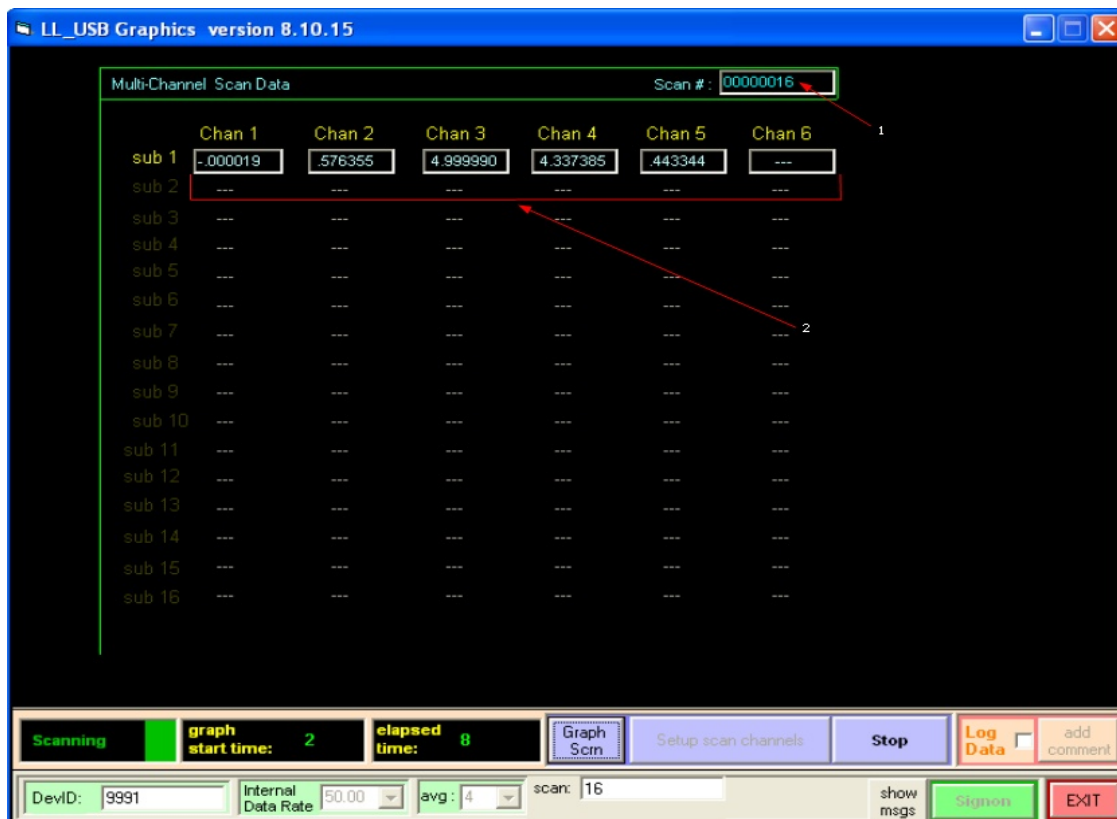 LL_USB Graphics version 8.10.15
Multi-Channel Scan Data Scan # : 00000016
1
Chan 1 Chan 2 Chan 3 Chan 4 Chan 5 Chan 6
sub 1 -.000019 .576355 4.999990 4.337385 .443344 ---
sub 2 --- --- --- --- --- ---
sub 3 --- --- --- --- --- ---
sub 4 --- --- --- --- --- ---
sub 5 --- --- --- --- --- ---
sub 6 --- --- --- --- --- ---
2
sub 7 --- --- --- --- --- ---
sub 8 --- --- --- --- --- ---
sub 9 --- --- --- --- --- ---
sub 10 --- --- --- --- --- ---
sub 11 --- --- --- --- --- ---
sub 12 --- --- --- --- --- ---
sub 13 --- --- --- --- --- ---
sub 14 --- --- --- --- --- ---
sub 15 --- --- --- --- --- ---
sub 16 --- --- --- --- --- ---
Scanning
graph
start time: 2
elapsed
time: 8
Graph
Scrn
Setup scan channels
Stop
Log
Data
add
comment
DevID: 9991
Internal
Data Rate 50.00
avg : 4
scan: 16
show
msgs
Signon
EXIT